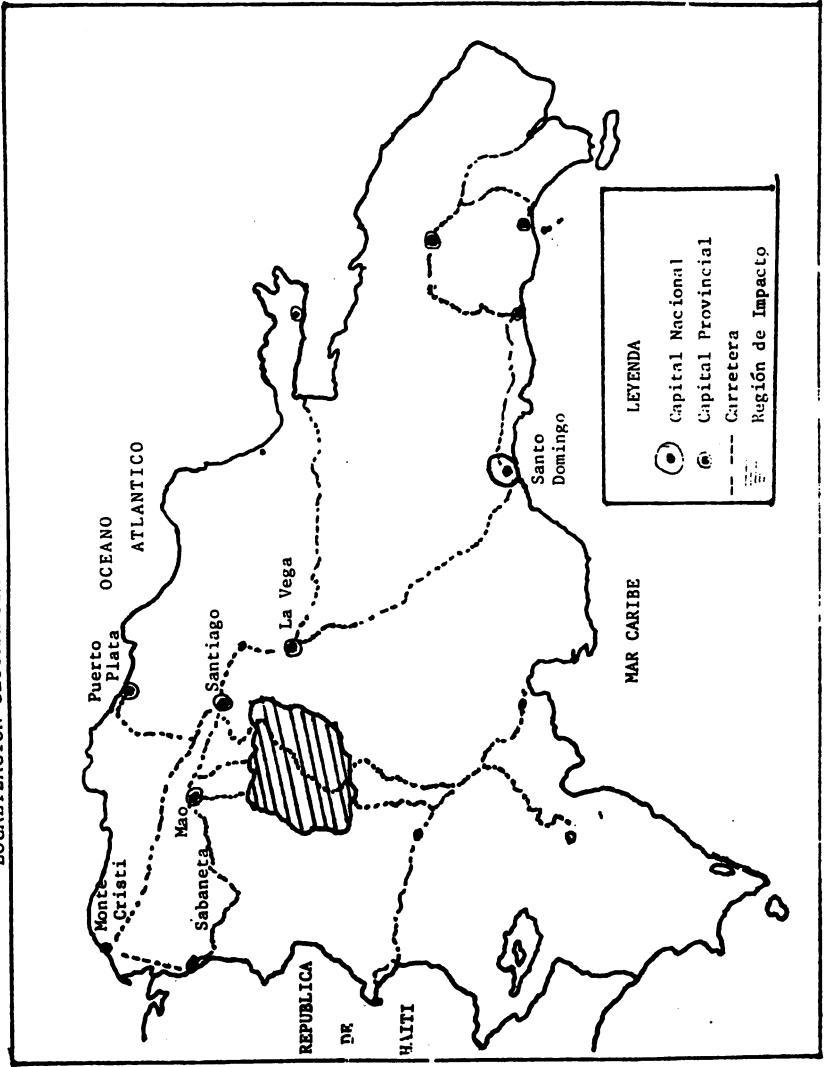 OCEANO
ATLANTICO
Puerto
Plata
Monte
Cristi
Santiago
Mao
Sabaneta
La Vega
REPUBLICA
DE
HAITI
Santo
Domingo
MAR CARIBE
LEYENDA
Capital Nacional
Capital Provincial
Carretera
Región de Impacto